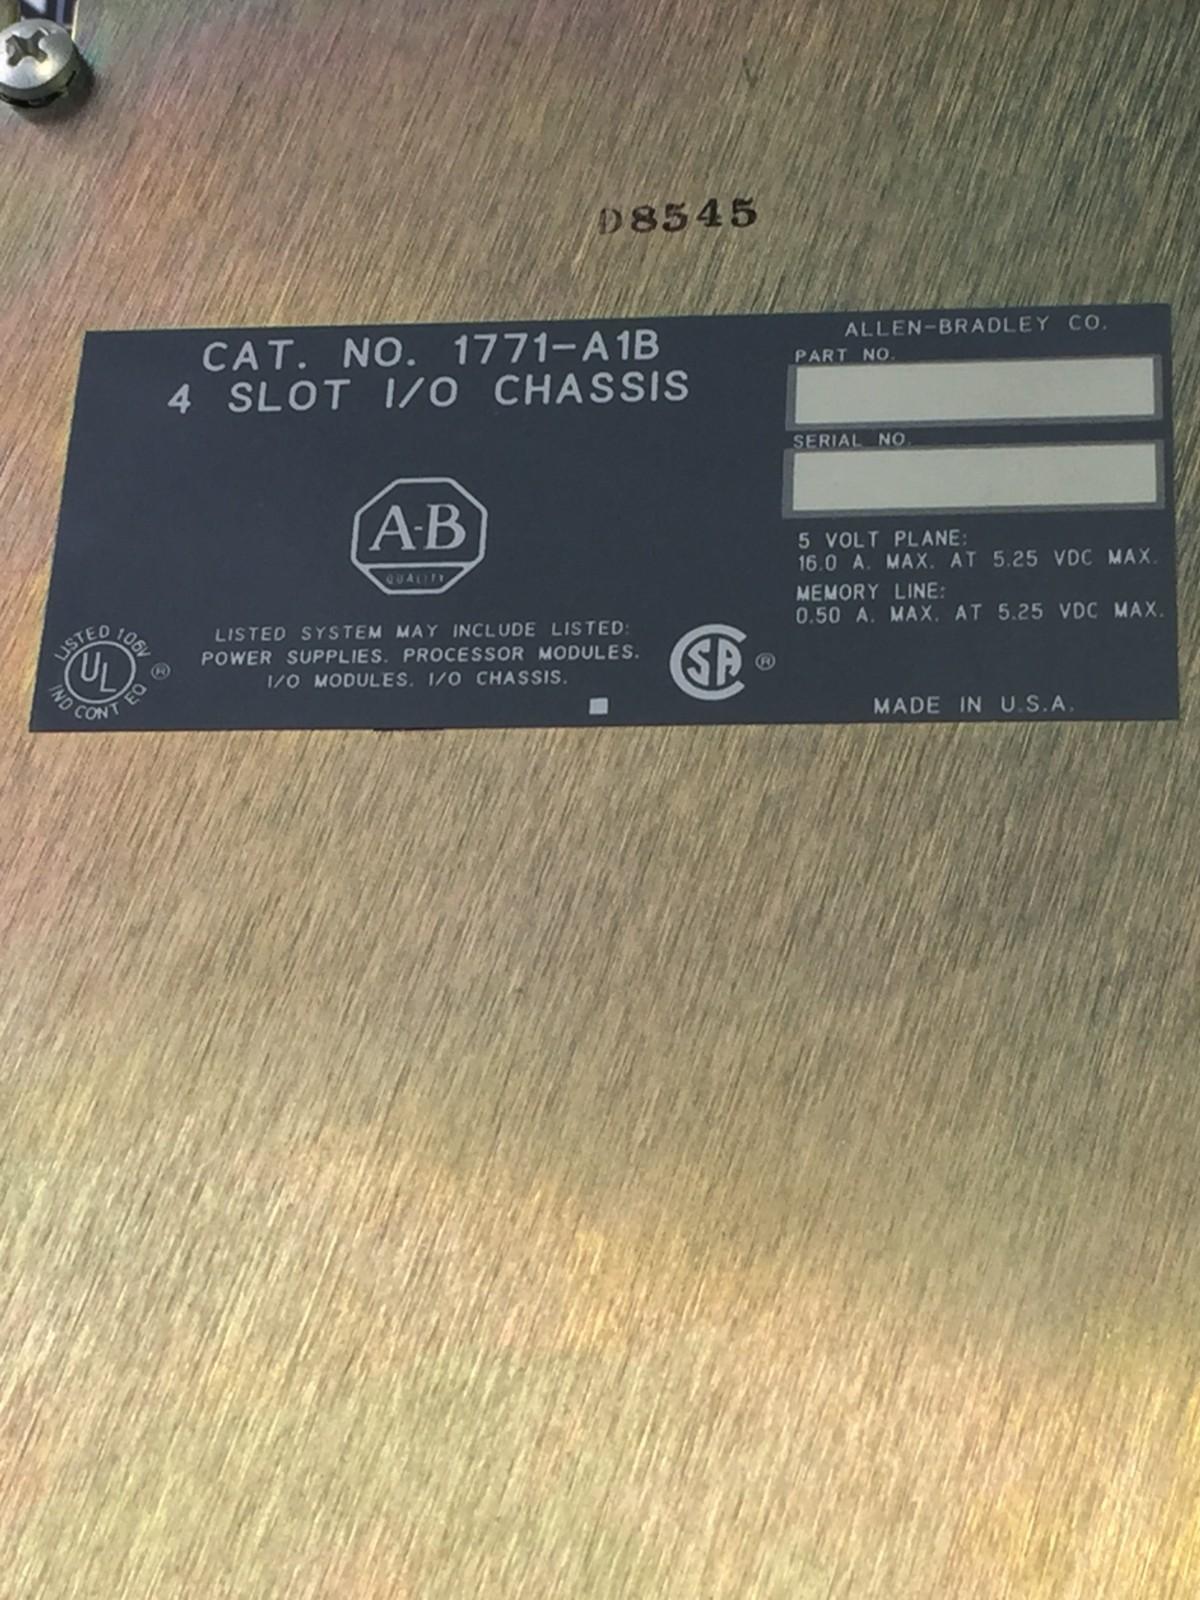 D8545
CAT. NO. 1771-A1B
4 SLOT I/O CHASSIS
A-B
QUALITY
LISTED 106V
UL ®
IND CONT EQ
LISTED SYSTEM MAY INCLUDE LISTED:
POWER SUPPLIES. PROCESSOR MODULES.
I/O MODULES. I/O CHASSIS.
SA ®
ALLEN-BRADLEY CO.
PART NO.
SERIAL NO.
5 VOLT PLANE:
16.0 A. MAX. AT 5.25 VDC MAX.
MEMORY LINE:
0.50 A. MAX. AT 5.25 VDC MAX.
MADE IN U.S.A.